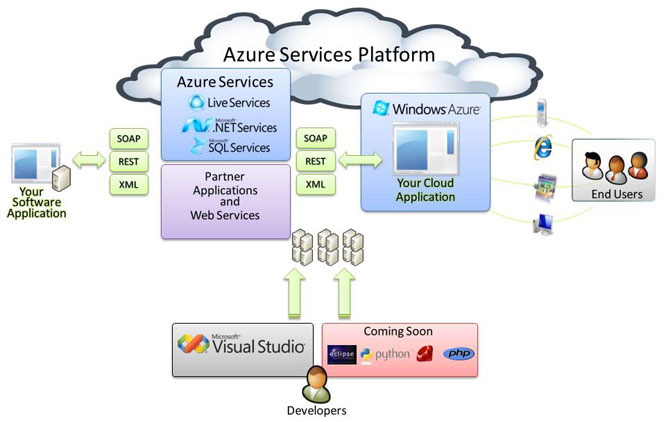 Azure Services Platform
Azure Services
Live Services
Microsoft
.NET Services
Microsoft
SQL Services
Partner
Applications
and
Web Services
SOAP
REST
XML
SOAP
REST
XML
Your
Software
Application
Windows Azure
Your Cloud
Application
End Users
Microsoft
Visual Studio
Coming Soon
eclipse
python
php
Developers